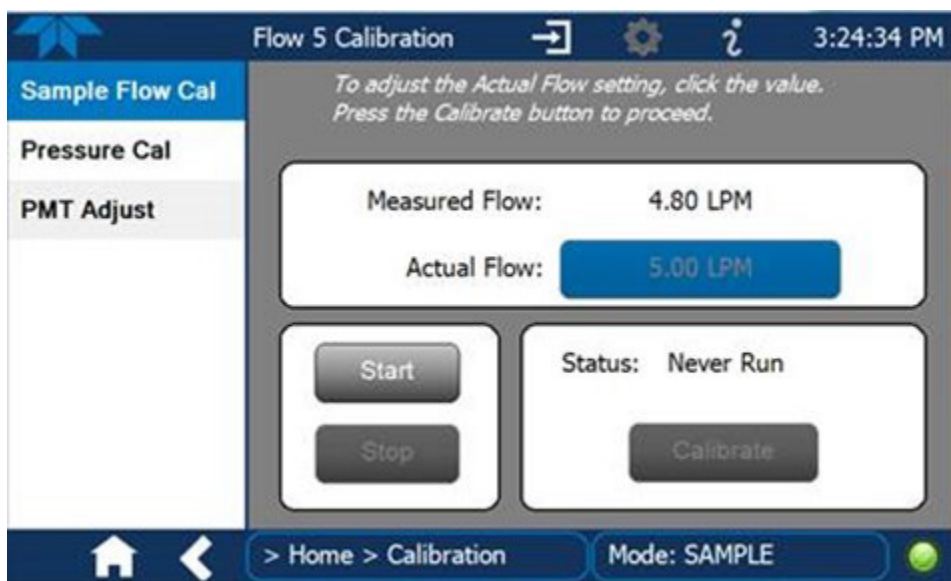 Flow 5 Calibration
3:24:34 PM
Sample Flow Cal
Pressure Cal
PMT Adjust
To adjust the Actual Flow setting, click the value.
Press the Calibrate button to proceed.
Measured Flow: 4.80 LPM
Actual Flow: 5.00 LPM
Start
Stop
Status: Never Run
Calibrate
> Home > Calibration
Mode: SAMPLE